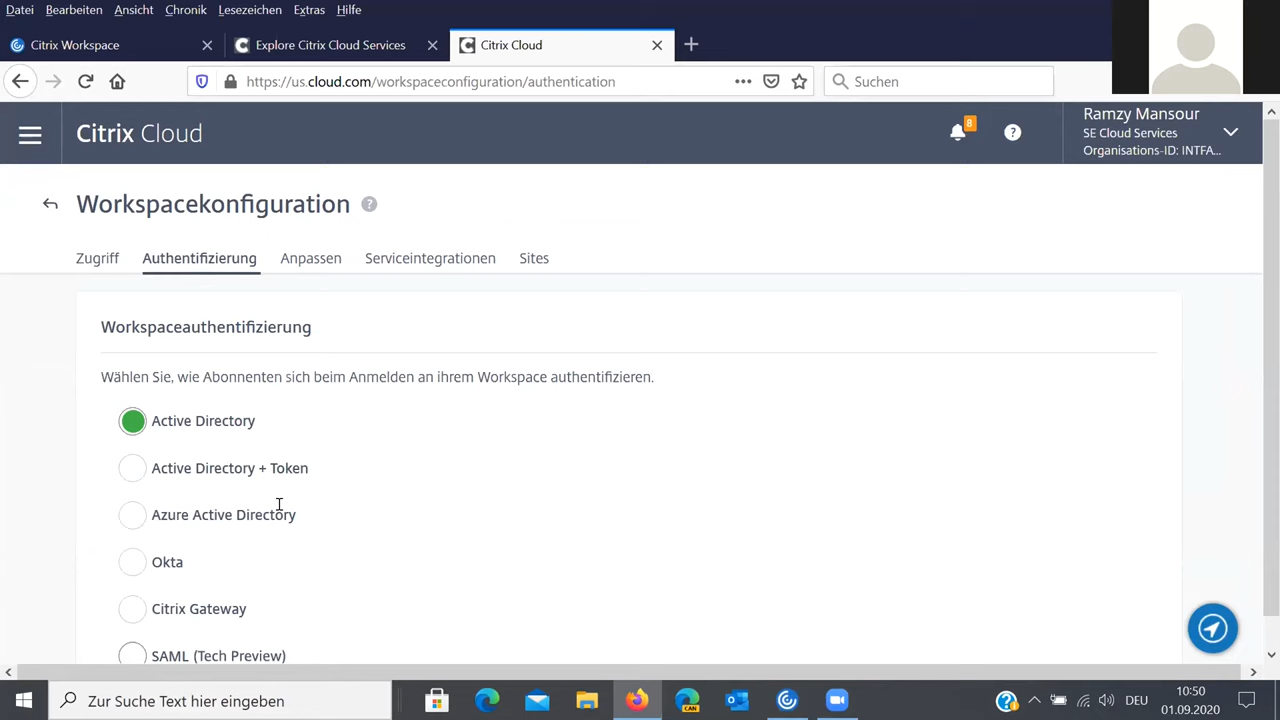 Datei Bearbeiten Ansicht Chronik Lesezeichen Extras Hilfe
Citrix Workspace
Explore Citrix Cloud Services
Citrix Cloud
https://us.cloud.com/workspaceconfiguration/authentication
Suchen
Citrix Cloud
8
Ramzy Mansour
SE Cloud Services
Organisations-ID: INTFA...
Workspacekonfiguration
Zugriff Authentifizierung Anpassen Serviceintegrationen Sites
Workspaceauthentifizierung
Wählen Sie, wie Abonnenten sich beim Anmelden an ihrem Workspace authentifizieren.
Active Directory
Active Directory + Token
Azure Active Directory
Okta
Citrix Gateway
SAML (Tech Preview)
Zur Suche Text hier eingeben
CAN
DEU
10:50
01.09.2020